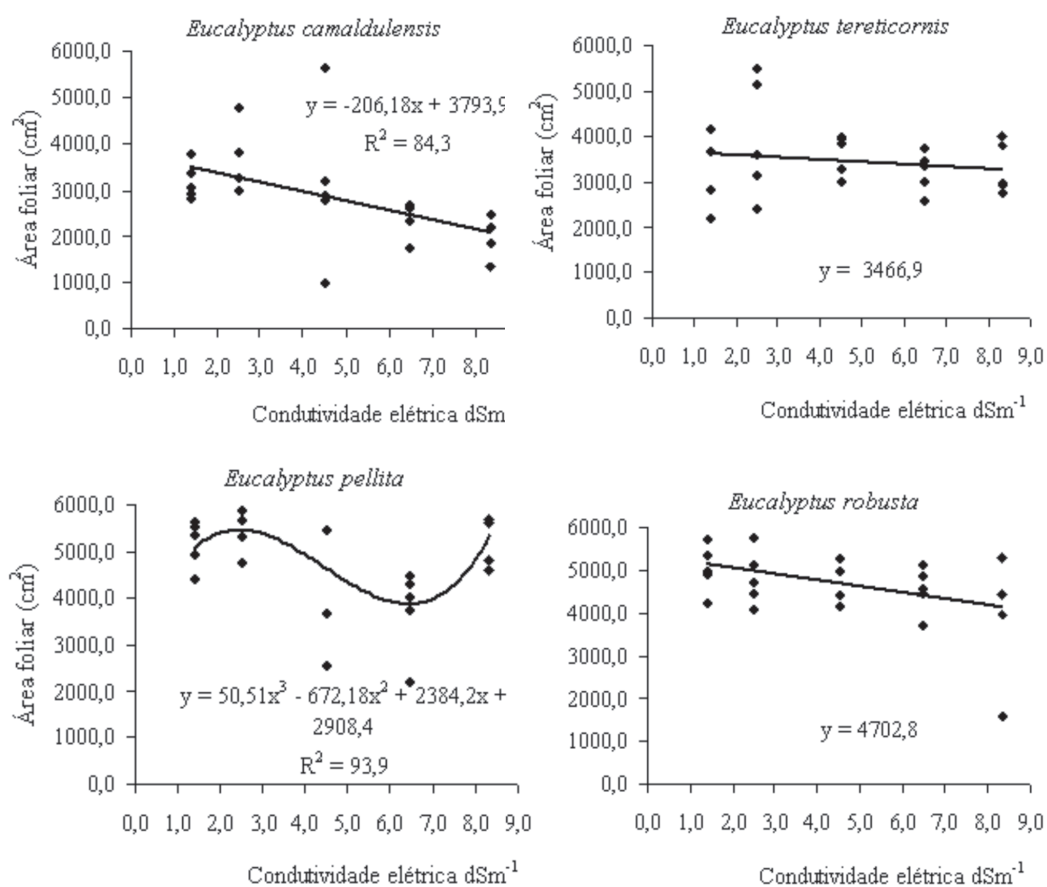 Eucalyptus camaldulensis
6000,0
5000,0
4000,0
3000,0
2000,0
1000,0
0,0
Área foliar (cm²)
y = -206,18x + 3793,9
R² = 84,3
0,0 1,0 2,0 3,0 4,0 5,0 6,0 7,0 8,0
Condutividade elétrica dSm
Eucalyptus tereticornis
6000,0
5000,0
4000,0
3000,0
2000,0
1000,0
0,0
Área foliar (cm²)
y = 3466,9
0,0 1,0 2,0 3,0 4,0 5,0 6,0 7,0 8,0 9,0
Condutividade elétrica dSm⁻¹
Eucalyptus pellita
6000,0
5000,0
4000,0
3000,0
2000,0
1000,0
0,0
Área foliar (cm²)
y = 50,51x³ - 672,18x² + 2384,2x +
2908,4
R² = 93,9
0,0 1,0 2,0 3,0 4,0 5,0 6,0 7,0 8,0 9,0
Condutividade elétrica dSm⁻¹
Eucalyptus robusta
6000,0
5000,0
4000,0
3000,0
2000,0
1000,0
0,0
y = 4702,8
0,0 1,0 2,0 3,0 4,0 5,0 6,0 7,0 8,0 9,0
Condutividade elétrica dSm⁻¹